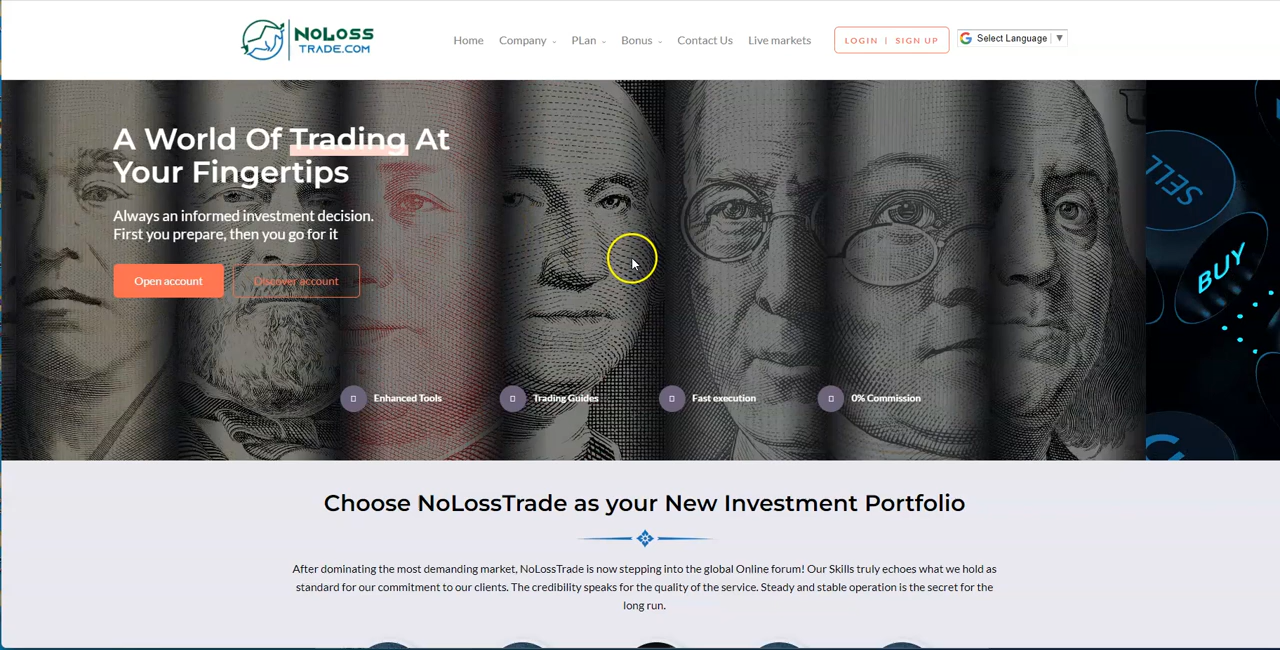 NoLoss
TRADE.COM
Home Company PLan Bonus Contact Us Live markets LOGIN | SIGN UP Select Language ▼
A World Of Trading At
Your Fingertips
Always an informed investment decision.
First you prepare, then you go for it
Open account Discover account
SELL
BUY
Enhanced Tools Trading Guides Fast execution 0% Commission
Choose NoLossTrade as your New Investment Portfolio
After dominating the most demanding market, NoLossTrade is now stepping into the global Online forum! Our Skills truly echoes what we hold as
standard for our commitment to our clients. The credibility speaks for the quality of the service. Steady and stable operation is the secret for the
long run.